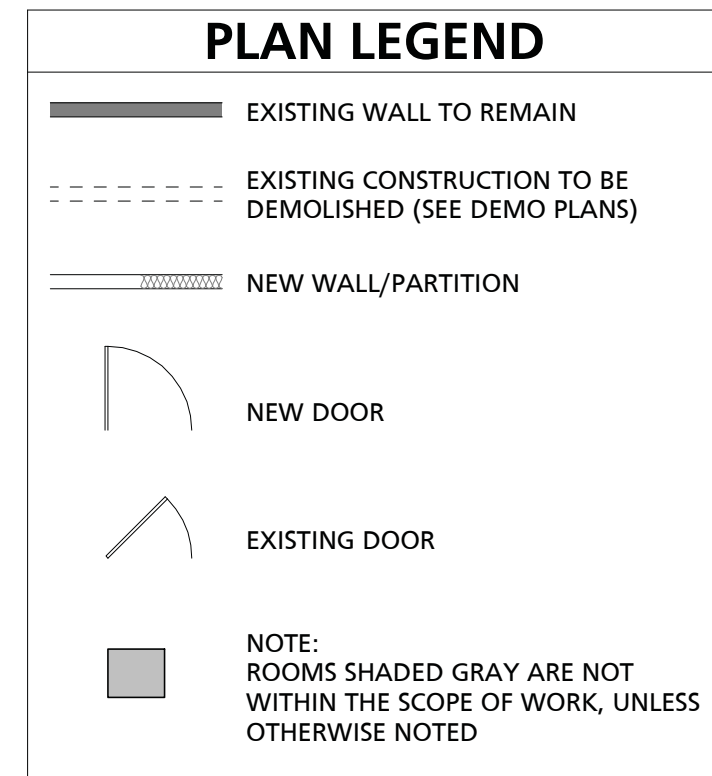 PLAN LEGEND
EXISTING WALL TO REMAIN
EXISTING CONSTRUCTION TO BE
DEMOLISHED (SEE DEMO PLANS)
NEW WALL/PARTITION
NEW DOOR
EXISTING DOOR
NOTE:
ROOMS SHADED GRAY ARE NOT
WITHIN THE SCOPE OF WORK, UNLESS
OTHERWISE NOTED